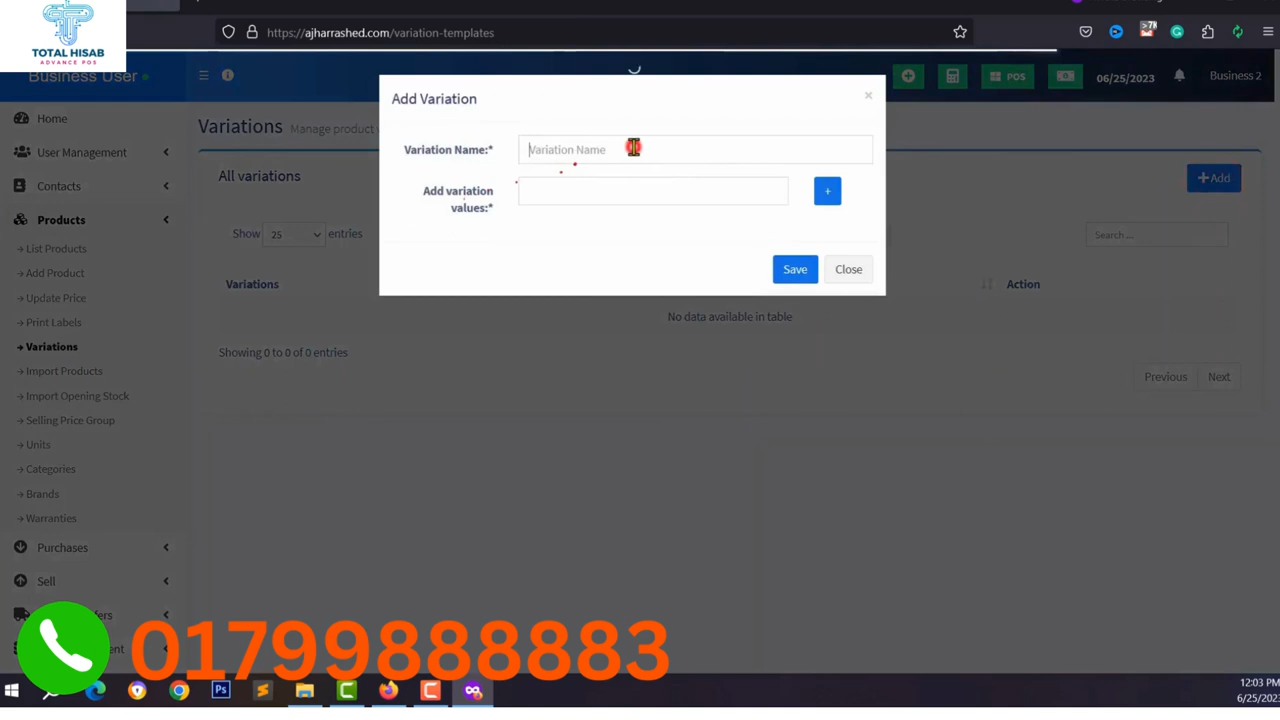 TOTAL HISAB
ADVANCE POS
https://ajharrashed.com/variation-templates
>7K
Business User
POS
06/25/2023
Business 2
Add Variation
×
Variation Name:*
Variation Name
Add variation values:*
+
Save
Close
Home
User Management
Contacts
Products
List Products
Add Product
Update Price
Print Labels
Variations
Import Products
Import Opening Stock
Selling Price Group
Units
Categories
Brands
Warranties
Purchases
Sell
Variations Manage product
All variations
+Add
Show 25 entries
Search ...
Variations
Action
No data available in table
Showing 0 to 0 of 0 entries
Previous
Next
01799888883
Ps
12:03 PM
6/25/202